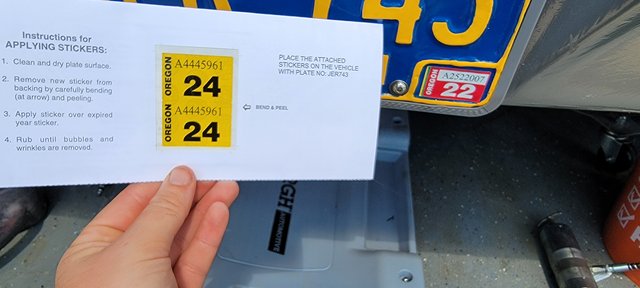 Instructions for
APPLYING STICKERS:
1. Clean and dry plate surface.
2. Remove new sticker from
backing by carefully bending
(at arrow) and peeling.
3. Apply sticker over expired
year sticker.
4. Rub until bubbles and
wrinkles are removed.
OREGON
A4445961
24
OREGON
A4445961
24
BEND & PEEL
PLACE THE ATTACHED
STICKERS ON THE VEHICLE
WITH PLATE NO: JER743
743
OREGON
A2522007
22
AUTOMOTIVE